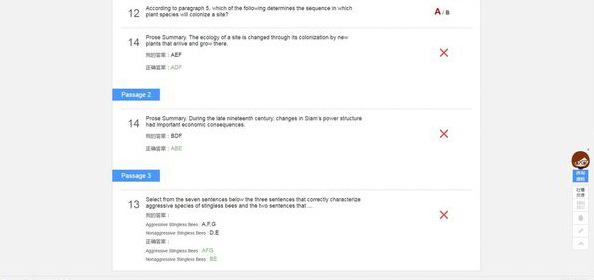 12 According to paragraph 5, which of the following determines the sequence in which
plant species will colonize a site?
A / B
14 Prose Summary. The ecology of a site is changed through its colonization by new
plants that arrive and grow there.
我的答案：AEF
正确答案：ADF
Passage 2
14 Prose Summary. During the late nineteenth century, changes in Siam's power structure
had important economic consequences.
我的答案：BDF
正确答案：ABE
Passage 3
13 Select from the seven sentences below the three sentences that correctly characterize
aggressive species of stingless bees and the two sentences that ...
我的答案：
Aggressive Stingless Bees : A,F,G
Nonaggressive Stingless Bees : D,E
正确答案：
Aggressive Stingless Bees : AFG
Nonaggressive Stingless Bees : BE